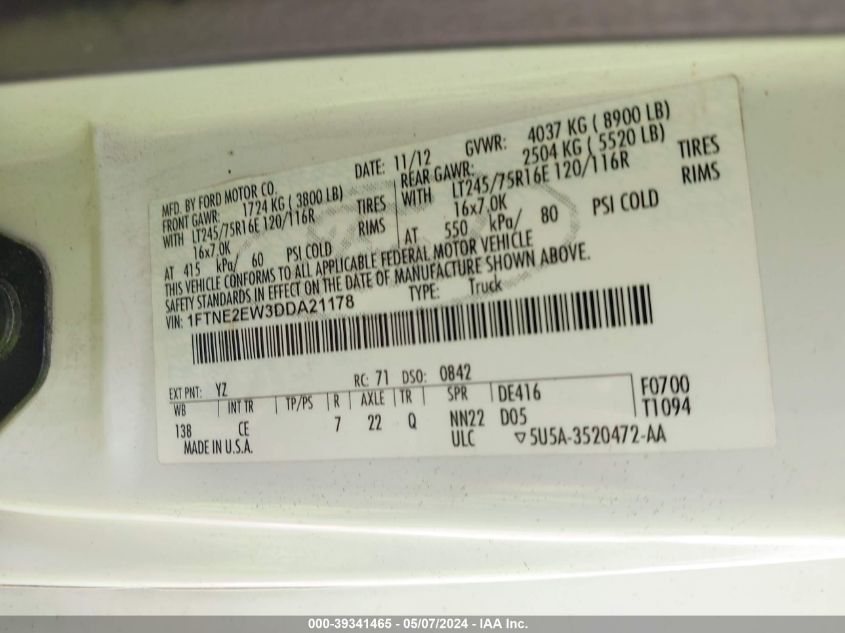 MFD. BY FORD MOTOR CO.
DATE: 11/12
GVWR: 4037 KG ( 8900 LB)
FRONT GAWR: 1724 KG ( 3800 LB)
REAR GAWR: 2504 KG ( 5520 LB)
WITH LT245/75R16E 120/116R TIRES
WITH LT245/75R16E 120/116R TIRES
16x7.0K RIMS
16x7.0K RIMS
AT 415 kPa/ 60 PSI COLD
AT 550 kPa/ 80 PSI COLD
THIS VEHICLE CONFORMS TO ALL APPLICABLE FEDERAL MOTOR VEHICLE
SAFETY STANDARDS IN EFFECT ON THE DATE OF MANUFACTURE SHOWN ABOVE.
VIN: 1FTNE2EW3DDA21178
TYPE: Truck
EXT PNT: YZ RC: 71 DSO: 0842
WB INT TR TP/PS R AXLE TR SPR DE416 F0700
138 CE 7 22 Q NN22 D05 T1094
MADE IN U.S.A. ULC ▽5U5A-3520472-AA
000-39341465 - 05/07/2024 - IAA Inc.